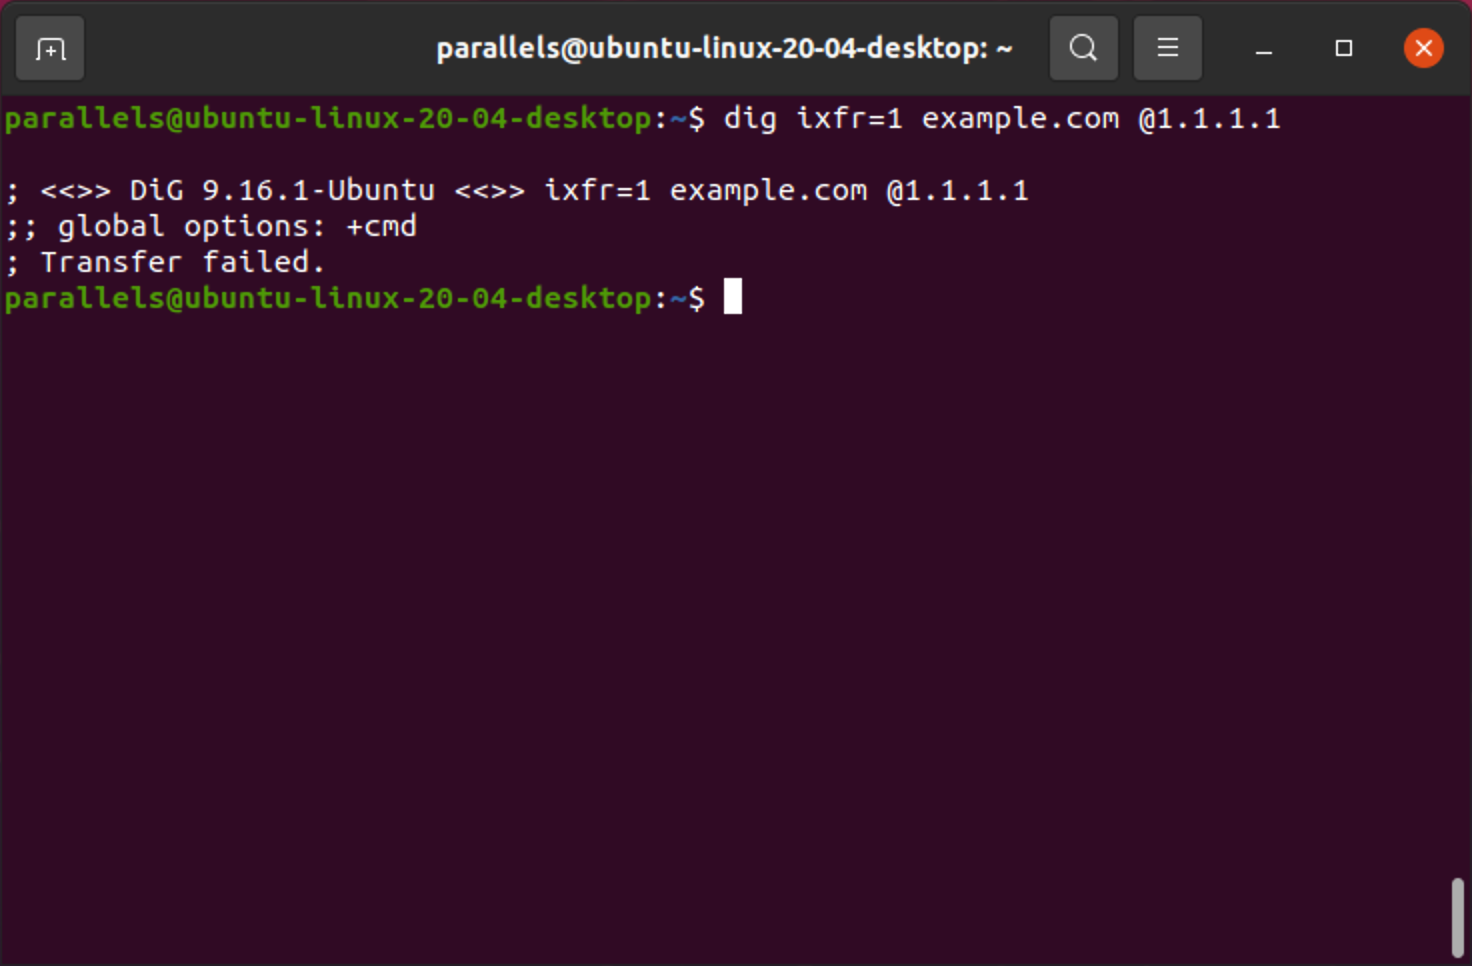 parallels@ubuntu-linux-20-04-desktop: ~
parallels@ubuntu-linux-20-04-desktop:~$ dig ixfr=1 example.com @1.1.1.1
; <<>> DiG 9.16.1-Ubuntu <<>> ixfr=1 example.com @1.1.1.1
;; global options: +cmd
; Transfer failed.
parallels@ubuntu-linux-20-04-desktop:~$